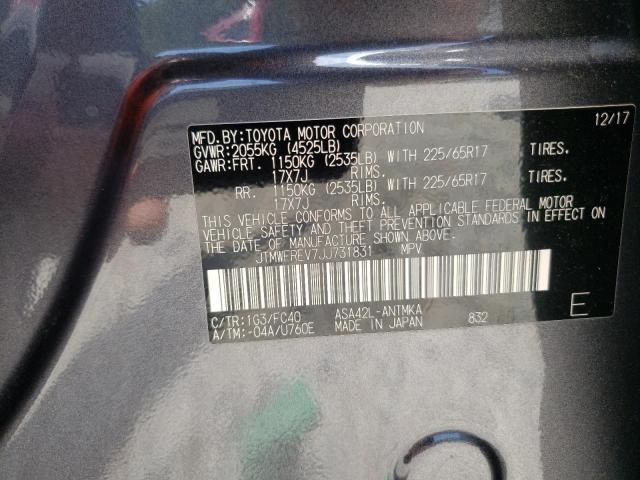 12/17
MFD. BY:TOYOTA MOTOR CORPORATION
GVWR:2055KG (4525LB)
GAWR:FRT. 1150KG (2535LB) WITH 225/65R17 TIRES.
17X7J RIMS.
RR. 1150KG (2535LB) WITH 225/65R17 TIRES.
17X7J RIMS.
THIS VEHICLE CONFORMS TO ALL APPLICABLE FEDERAL MOTOR
VEHICLE SAFETY AND THEFT PREVENTION STANDARDS IN EFFECT ON
THE DATE OF MANUFACTURE SHOWN ABOVE.
JTMWFREV7JJ731831 MPV
C/TR:1G3/FC40 ASA42L-ANTMKA
A/TM:-04A/U760E MADE IN JAPAN 832
E